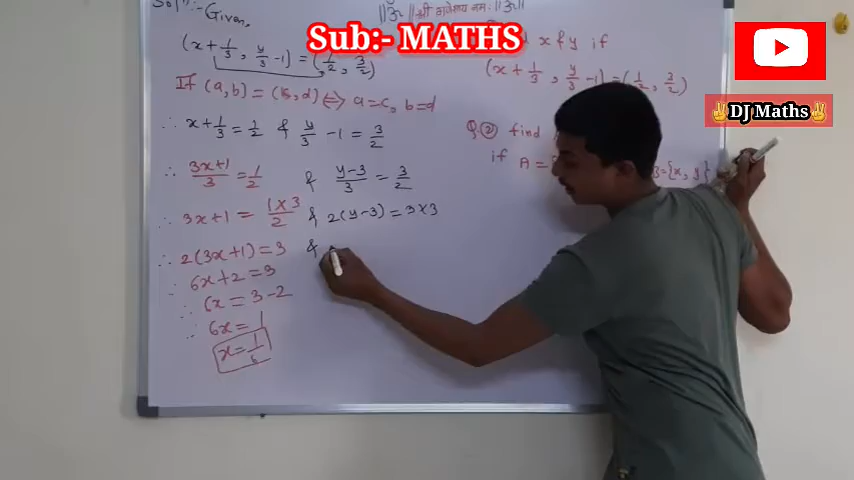 || ॐ || श्री गणेशाय नमः || ॐ ||
Sub:- MATHS
DJ Maths
Solⁿ:- Given,
(x + 1/3, y/3 - 1) = (1/2, 3/2)
If (a, b) = (c, d) ⇔ a = c, b = d
∴ x + 1/3 = 1/2 & y/3 - 1 = 3/2
∴ (3x+1)/3 = 1/2 & (y-3)/3 = 3/2
∴ 3x+1 = (1×3)/2 & 2(y-3) = 3×3
∴ 2(3x+1) = 3 &
∴ 6x+2 = 3
∴ 6x = 3-2
∴ 6x = 1
x = 1/6
x & y if
(x + 1/3, y/3 - 1) = (1/2, 3/2)
Q. ② find
if A = {
= {x, y}